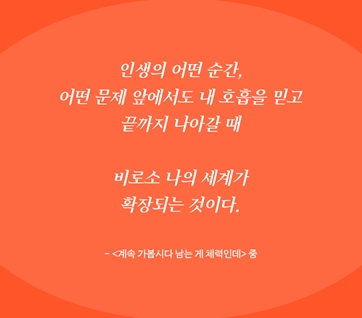 인생의 어떤 순간,
어떤 문제 앞에서도 내 호흡을 믿고
끝까지 나아갈 때
비로소 나의 세계가
확장되는 것이다.
- <계속 가봅시다 남는 게 체력인데> 중